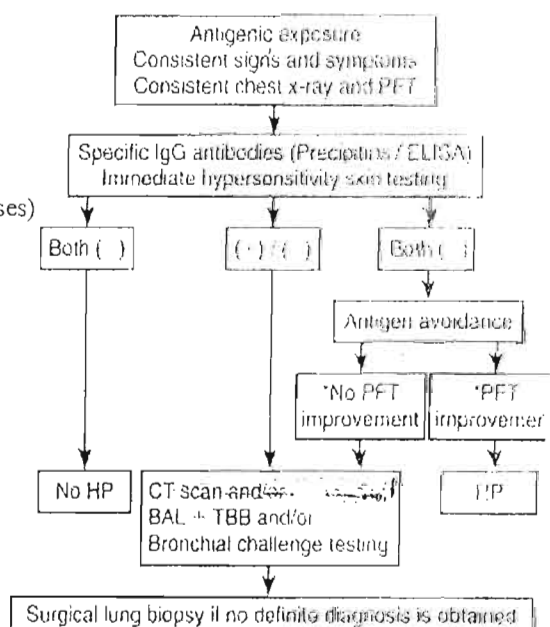 Antigenic exposure
Consistent signs and symptoms
Consistent chest x-ray and PFT
Specific IgG antibodies (Precipitins / ELISA)
Immediate hypersonsitivity skin testing
ses)
Both ( )
( ) / ( )
Both ( )
Antigen avoidance
*No PFT
improvement
*PFT
improvemer
No HP
CT scan and/or
BAL + TBB and/or
Bronchial challenge testing
HP
Surgical lung biopsy if no definite diagnosis is obtained